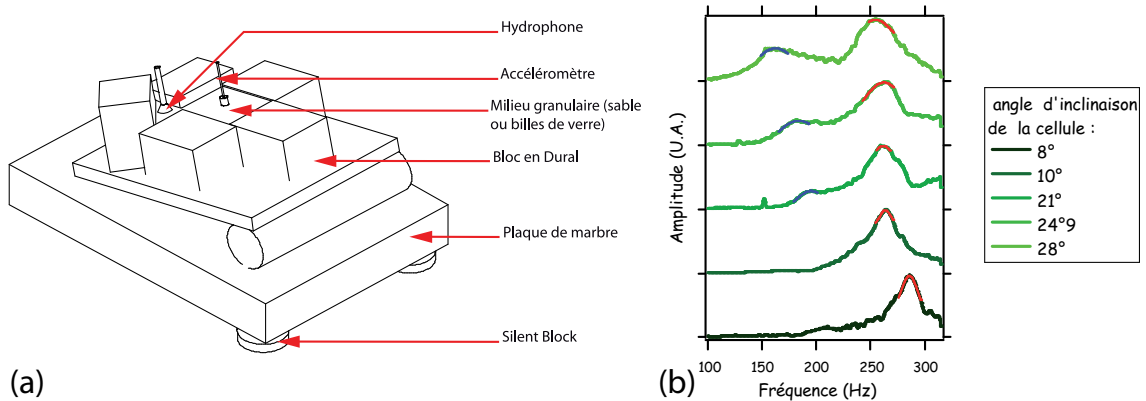 Hydrophone
Accéléromètre
Milieu granulaire (sable
ou billes de verre)
Bloc en Dural
Plaque de marbre
Silent Block
(a)
Amplitude (U.A.)
100 150 200 250 300
Fréquence (Hz)
(b)
angle d'inclinaison
de la cellule :
8°
10°
21°
24°9
28°